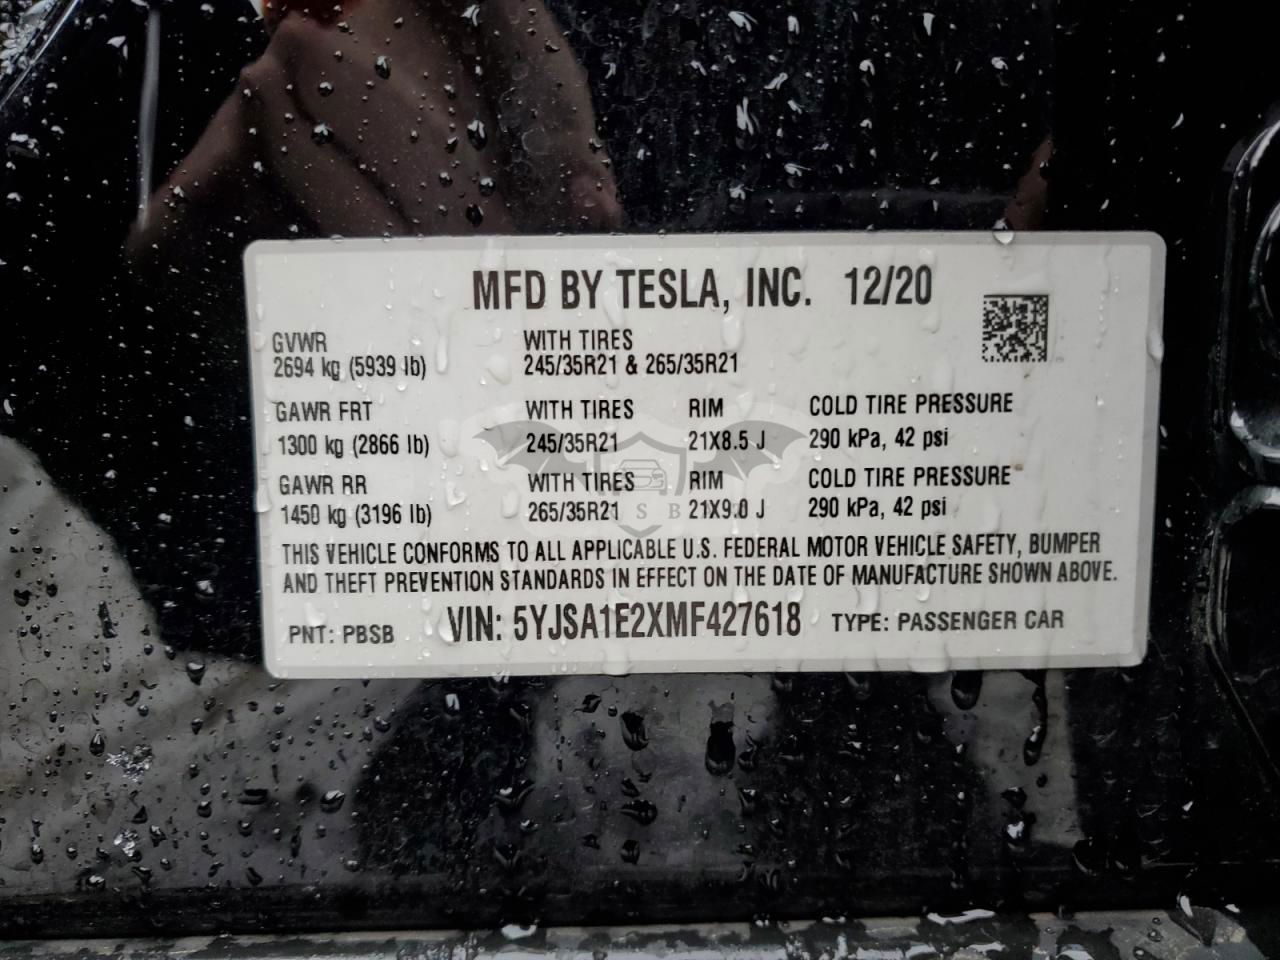 MFD BY TESLA, INC. 12/20
GVWR WITH TIRES
2694 kg (5939 lb) 245/35R21 & 265/35R21
GAWR FRT WITH TIRES RIM COLD TIRE PRESSURE
1300 kg (2866 lb) 245/35R21 21X8.5 J 290 kPa, 42 psi
GAWR RR WITH TIRES RIM COLD TIRE PRESSURE
1450 kg (3196 lb) 265/35R21 21X9.0 J 290 kPa, 42 psi
THIS VEHICLE CONFORMS TO ALL APPLICABLE U.S. FEDERAL MOTOR VEHICLE SAFETY, BUMPER
AND THEFT PREVENTION STANDARDS IN EFFECT ON THE DATE OF MANUFACTURE SHOWN ABOVE.
PNT: PBSB VIN: 5YJSA1E2XMF427618 TYPE: PASSENGER CAR